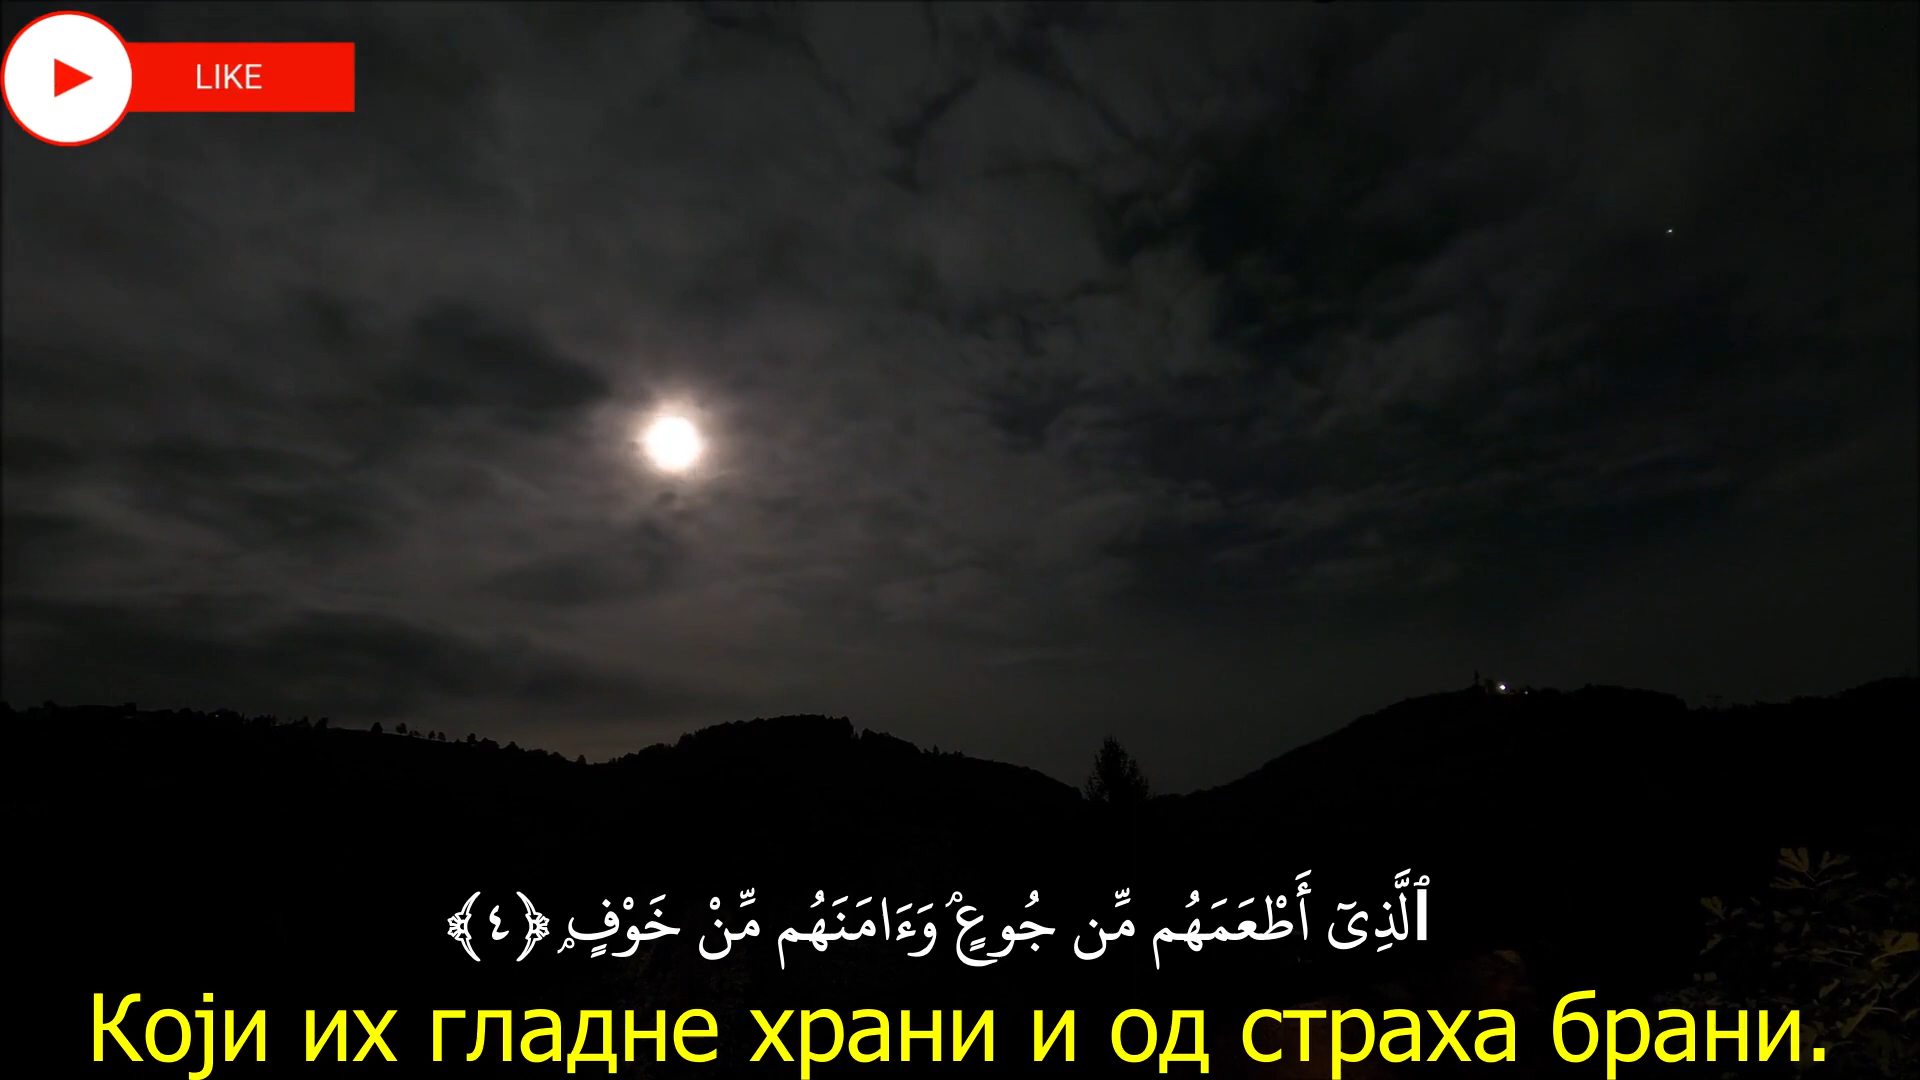 LIKE
ٱلَّذِىٓ أَطْعَمَهُم مِّن جُوعٍۢ وَءَامَنَهُم مِّنْ خَوْفٍۭ ﴿٤﴾
Који их гладне храни и од страха брани.